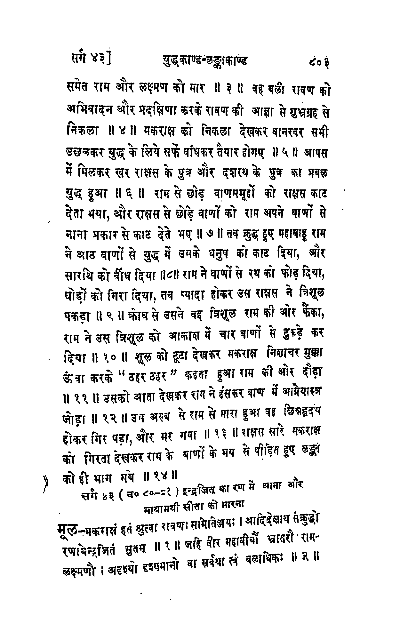 सर्ग ४३] युद्धकाण्ड-लङ्काकाण्ड ८०३
समेत राम और लक्ष्मण को मार ॥ ३ ॥ वह बली रावण को
अभिवादन और प्रदक्षिणा करके रावण की आज्ञा से शुभग्रह से
निकला ॥ ४ ॥ मकराक्ष को निकला देखकर वानरवर सभी
उछलकर युद्ध के लिये सर्फे बांधकर तैयार होगए ॥ ५ ॥ आपस
में मिलकर खर राक्षस के पुत्र और दशरथ के पुत्र का प्रबल
युद्ध हुआ ॥ ६ ॥ राम से छोड़े बाणसमूहों को राक्षस काट
देता भया, और राक्षस से छोड़े बाणों को राम अपने बाणों से
नाना प्रकार से काट देते भए ॥ ७ ॥ तब क्रुद्ध हुए महाबाहु राम
ने आठ बाणों से युद्ध में उसके धनुष को काट दिया, और
सारथि को बींध दिया ॥८॥ राम ने बाणों से रथ को फोड़ दिया,
घोड़ों को गिरा दिया, तब प्यादा होकर उस राक्षस ने त्रिशूल
पकड़ा ॥ ९ ॥ क्रोध से उसने वह त्रिशूल राम की ओर फैंका,
राम ने उस त्रिशूल को आकाश में चार बाणों से टुकड़े कर
दिया ॥ १० ॥ शूल को टूटा देखकर मकराक्ष निशाचर मुक्का
ऊंचा करके “ ठहर ठहर ” कहता हुआ राम की ओर दौड़ा
॥ ११ ॥ उसको आता देखकर राम ने हंसकर बाण में आग्नेयास्त्र
जोड़ा ॥ १२ ॥ उस अस्त्र से राम से मारा हुआ वह छिन्नहृदय
होकर गिर पड़ा, और मर गया ॥ १३ ॥ राक्षस सारे मकराक्ष
को गिरता देखकर राम के बाणों के भय से पीड़ित हुए लङ्का
को ही भाग गये ॥ १४॥
सर्ग ४३ ( व० ८०-८१ ) इन्द्रजित् का रण में आना और
मायामयी सीता को मारना
मूल–मकराक्षं हतं श्रुत्वा रावणः समितिंजयः । आदिदेशाथ संक्रुद्धो
रणायेन्द्रजितं सुतम् ॥ १ ॥ जहि वीर महावीर्यौ भ्रातरौ राम-
लक्ष्मणौ । अदृश्यो दृश्यमानो वा सर्वथा त्वं बलाधिकः ॥ २ ॥